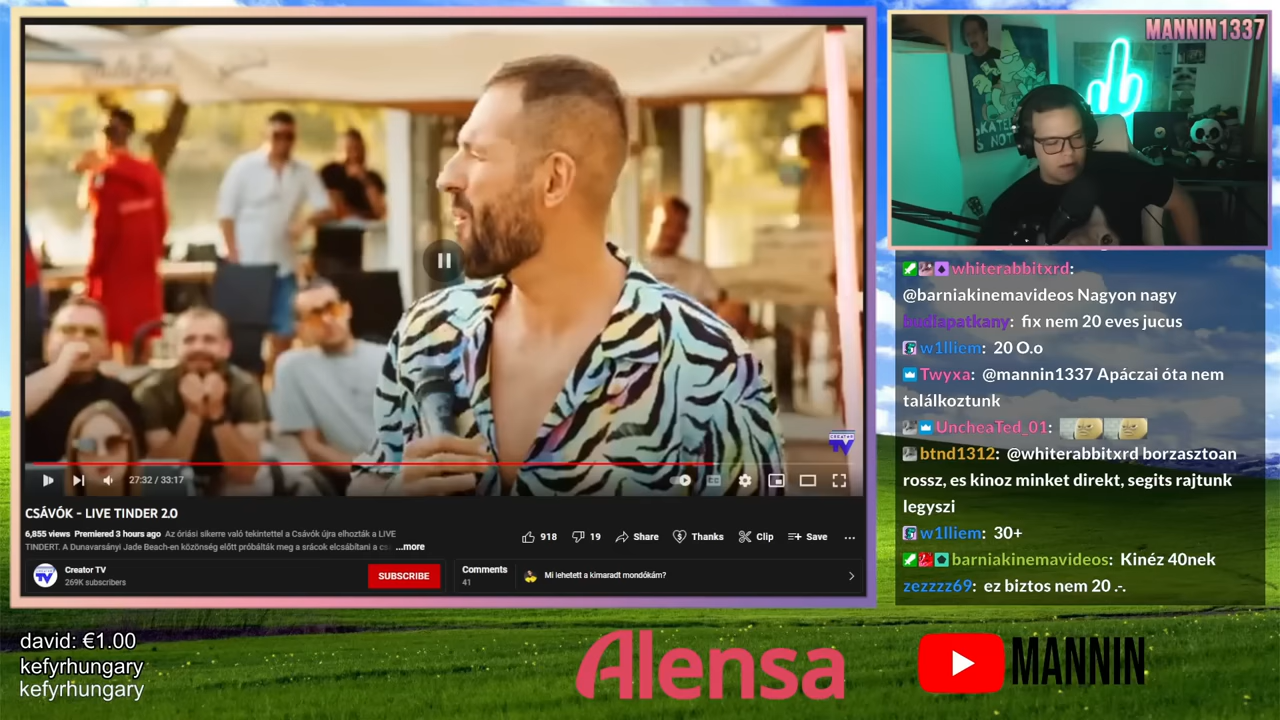 27:32 / 33:17
CSÁVÓK - LIVE TINDER 2.0
6,855 views Premiered 3 hours ago Az óriási sikerre való tekintettel a Csávók újra elhozták a LIVE
TINDERT. A Dunavarsányi Jade Beach-en közönség előtt próbálták meg a srácok elcsábítani a cs ...more
918
19
Share
Thanks
Clip
Save
Creator TV
269K subscribers
SUBSCRIBE
Comments
41
Mi lehetett a kimaradt mondókám?
MANNIN1337
whiterabbitxrd:
@barniakinemavideos Nagyon nagy
budiapatkany: fix nem 20 eves jucus
w1lliem: 20 O.o
Twyxa: @mannin1337 Apáczai óta nem
találkoztunk
UncheaTed_01:
btnd1312: @whiterabbitxrd borzasztoan
rossz, es kinoz minket direkt, segits rajtunk
legyszi
w1lliem: 30+
barniakinemavideos: Kinéz 40nek
zezzzz69: ez biztos nem 20 .-.
david: €1.00
kefyrhungary
kefyrhungary
Alensa
MANNIN